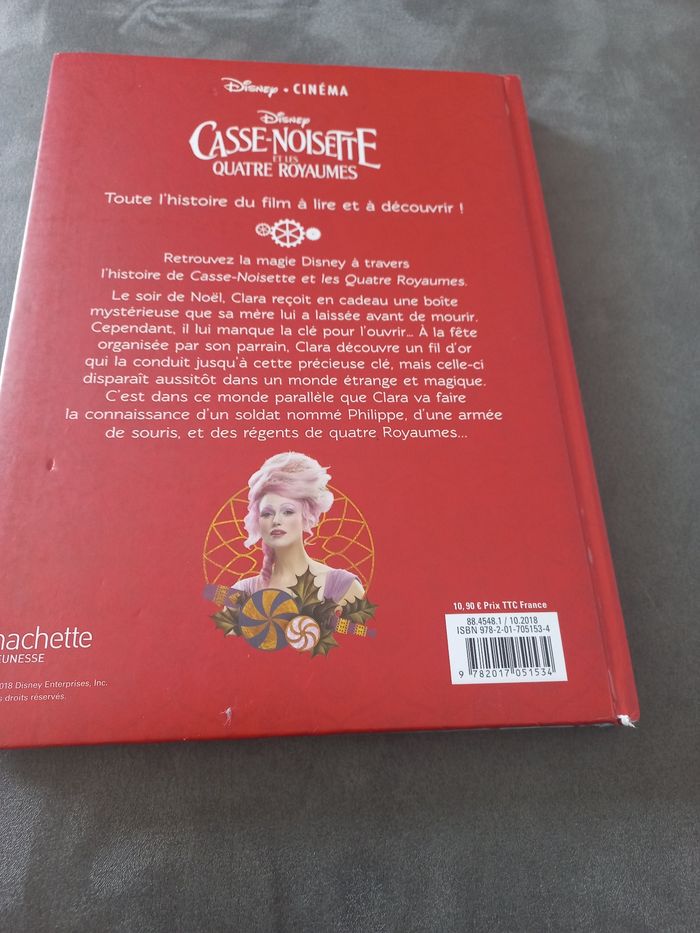 Disney • CINÉMA
Disney
CASSE-NOISETTE
ET LES
QUATRE ROYAUMES
Toute l'histoire du film à lire et à découvrir !
Retrouvez la magie Disney à travers
l'histoire de Casse-Noisette et les Quatre Royaumes.
Le soir de Noël, Clara reçoit en cadeau une boîte
mystérieuse que sa mère lui a laissée avant de mourir.
Cependant, il lui manque la clé pour l'ouvrir... À la fête
organisée par son parrain, Clara découvre un fil d'or
qui la conduit jusqu'à cette précieuse clé, mais celle-ci
disparaît aussitôt dans un monde étrange et magique.
C'est dans ce monde parallèle que Clara va faire
la connaissance d'un soldat nommé Philippe, d'une armée
de souris, et des régents de quatre Royaumes...
10,90 € Prix TTC France
88.4548.1 / 10.2018
ISBN 978-2-01-705153-4
9 782017 051534
hachette
JEUNESSE
2018 Disney Enterprises, Inc.
droits réservés.